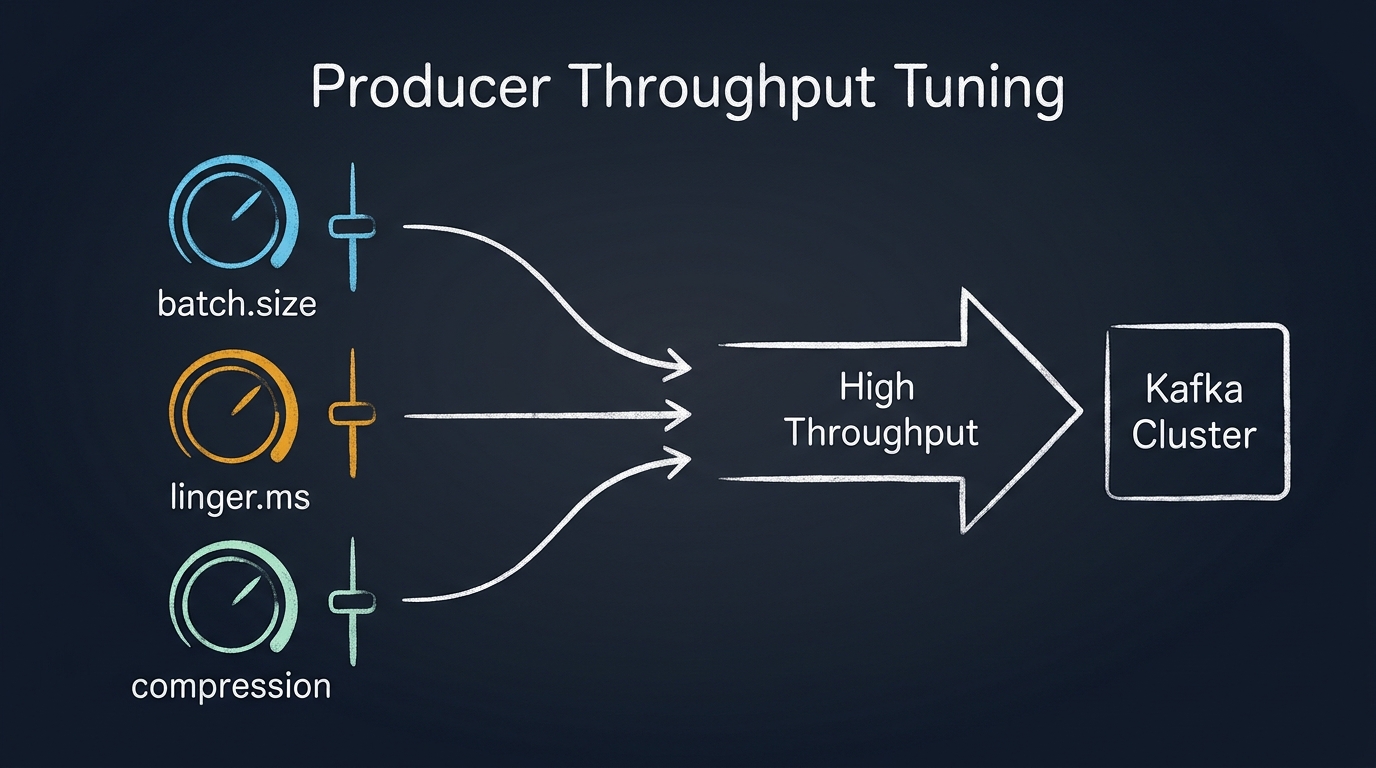 Producer Throughput Tuning
batch.size
linger.ms
compression
High
Throughput
Kafka
Cluster